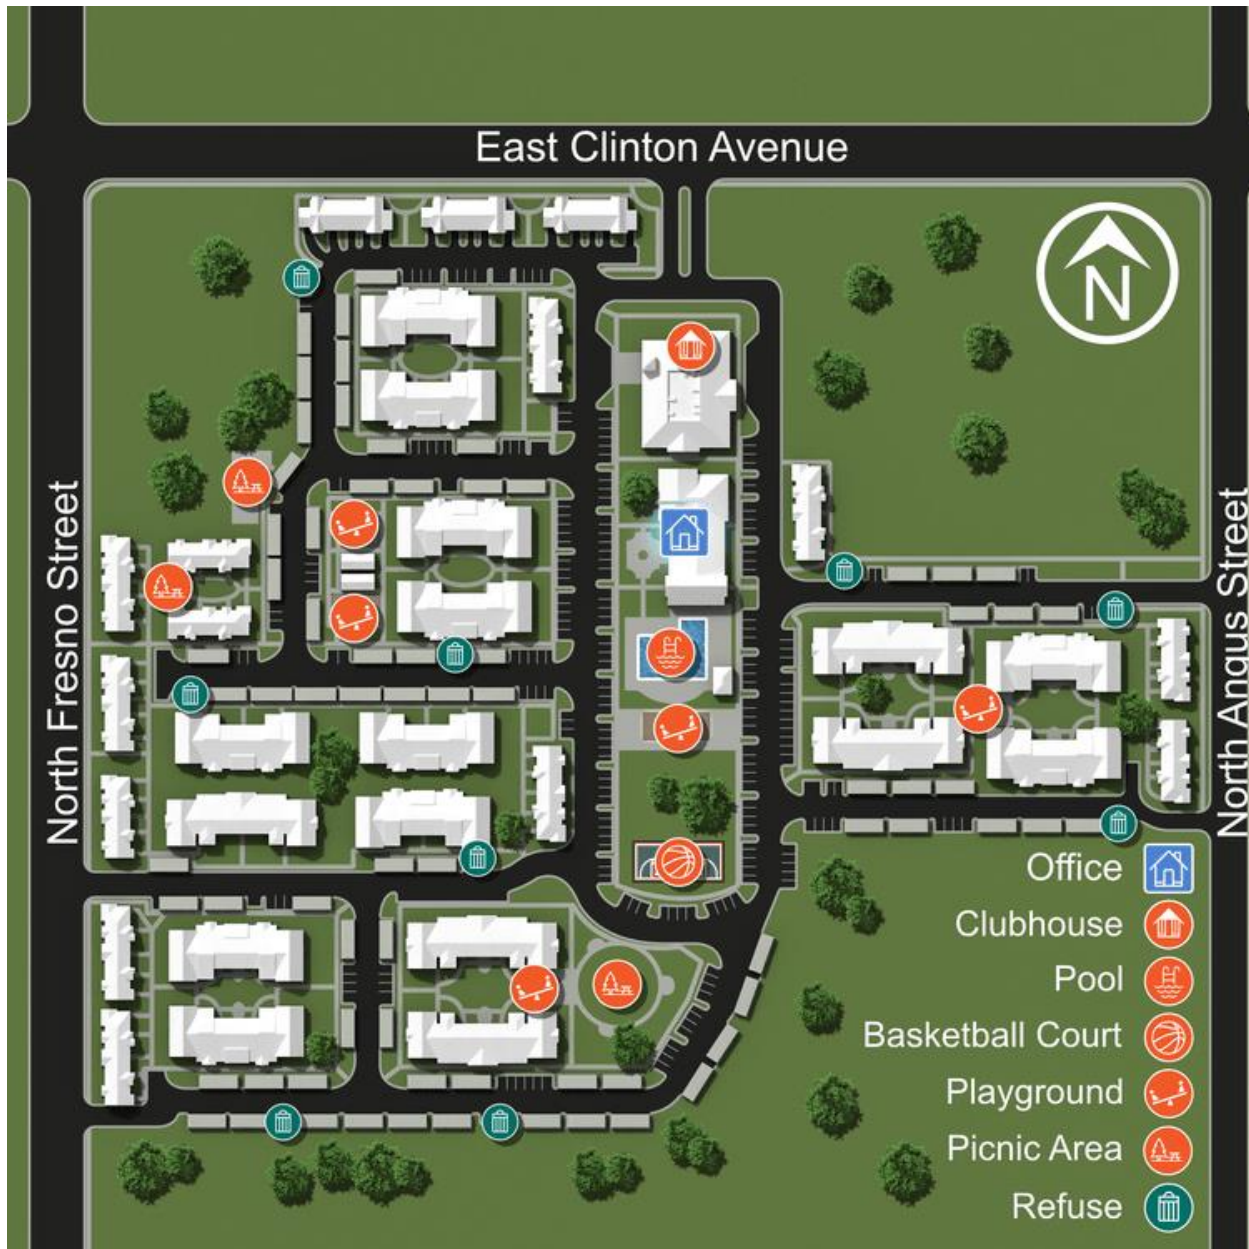 East Clinton Avenue
N
North Fresno Street
North Angus Street
Office
Clubhouse
Pool
Basketball Court
Playground
Picnic Area
Refuse